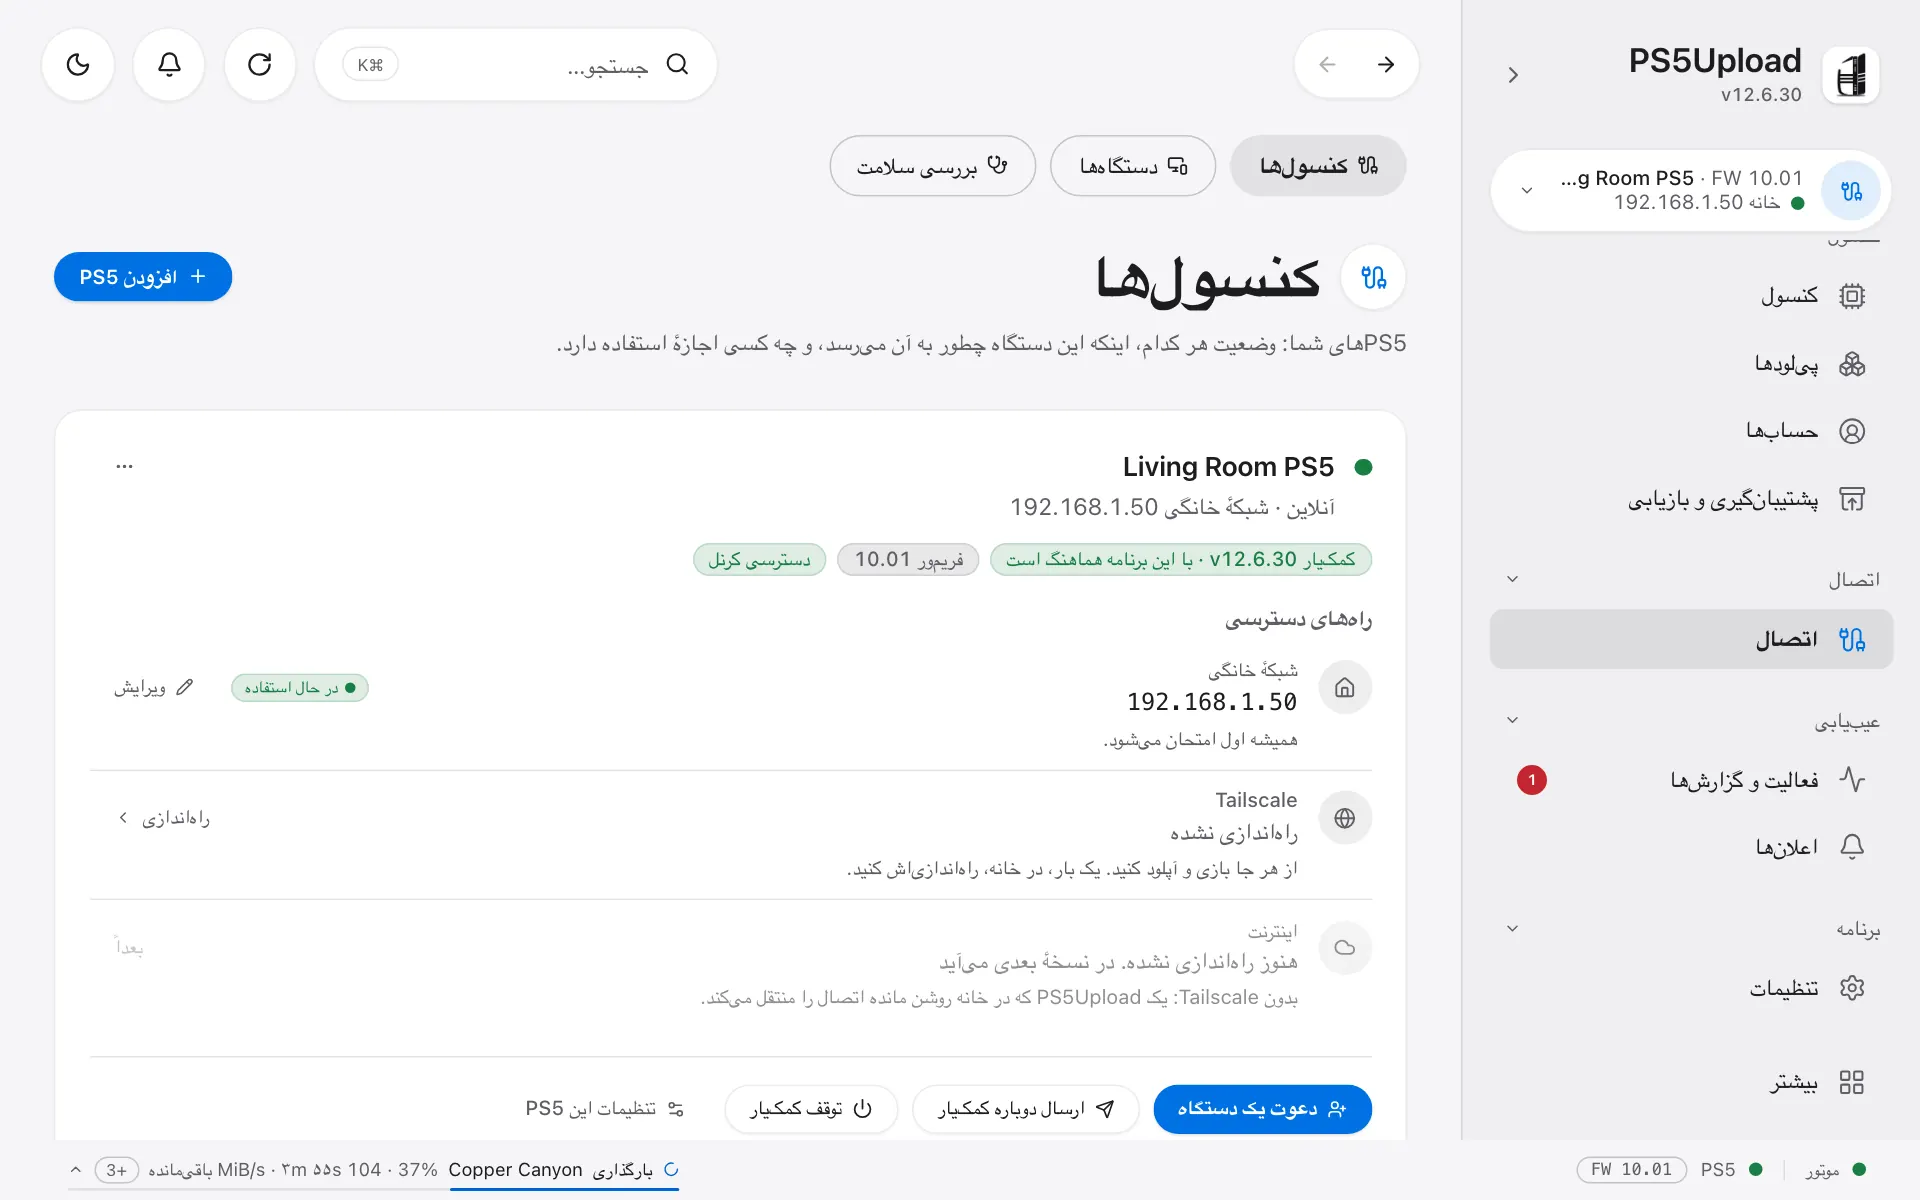 PS5Upload
v12.6.30
...g Room PS5 · FW 10.01
خانه 192.168.1.50
کنسول
پی‌لودها
حساب‌ها
پشتیبان‌گیری و بازیابی
اتصال
اتصال
عیب‌یابی
فعالیت و گزارش‌ها
1
اعلان‌ها
برنامه
تنظیمات
بیشتر
جستجو...
K⌘
کنسول‌ها
دستگاه‌ها
بررسی سلامت
کنسول‌ها
افزودن PS5
PS5های شما: وضعیت هر کدام، اینکه این دستگاه چطور به آن می‌رسد، و چه کسی اجازهٔ استفاده دارد.
Living Room PS5
...
آنلاین · شبکهٔ خانگی 192.168.1.50
کمک‌یار v12.6.30 · با این برنامه هماهنگ است
فریم‌ور 10.01
دسترسی کرنل
راه‌های دسترسی
شبکهٔ خانگی
192.168.1.50
همیشه اول امتحان می‌شود.
در حال استفاده
ویرایش
Tailscale
راه‌اندازی نشده
از هر جا بازی و آپلود کنید. یک بار، در خانه، راه‌اندازی‌اش کنید.
راه‌اندازی
اینترنت
هنوز راه‌اندازی نشده. در نسخهٔ بعدی می‌آید
بدون Tailscale: یک PS5Upload که در خانه روشن مانده اتصال را منتقل می‌کند.
بعداً
دعوت یک دستگاه
ارسال دوباره کمک‌یار
توقف کمک‌یار
تنظیمات این PS5
موتور
PS5
FW 10.01
بارگذاری Copper Canyon
37% · 104 MiB/s · ۳m ۵۵s باقی‌مانده
3+